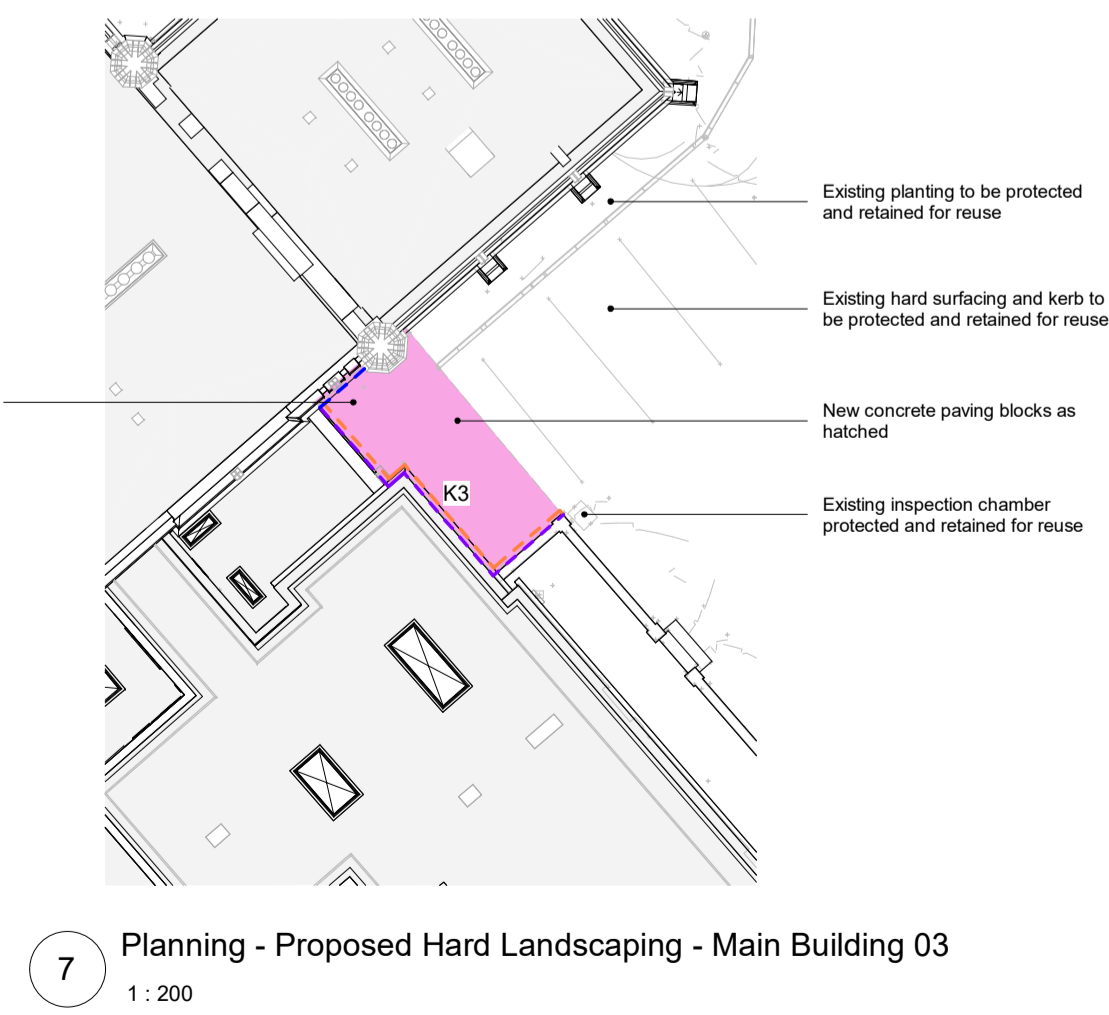 Existing planting to be protected
and retained for reuse
Existing hard surfacing and kerb to
be protected and retained for reuse
New concrete paving blocks as
hatched
K3
Existing inspection chamber
protected and retained for reuse
7
Planning - Proposed Hard Landscaping - Main Building 03
1 : 200